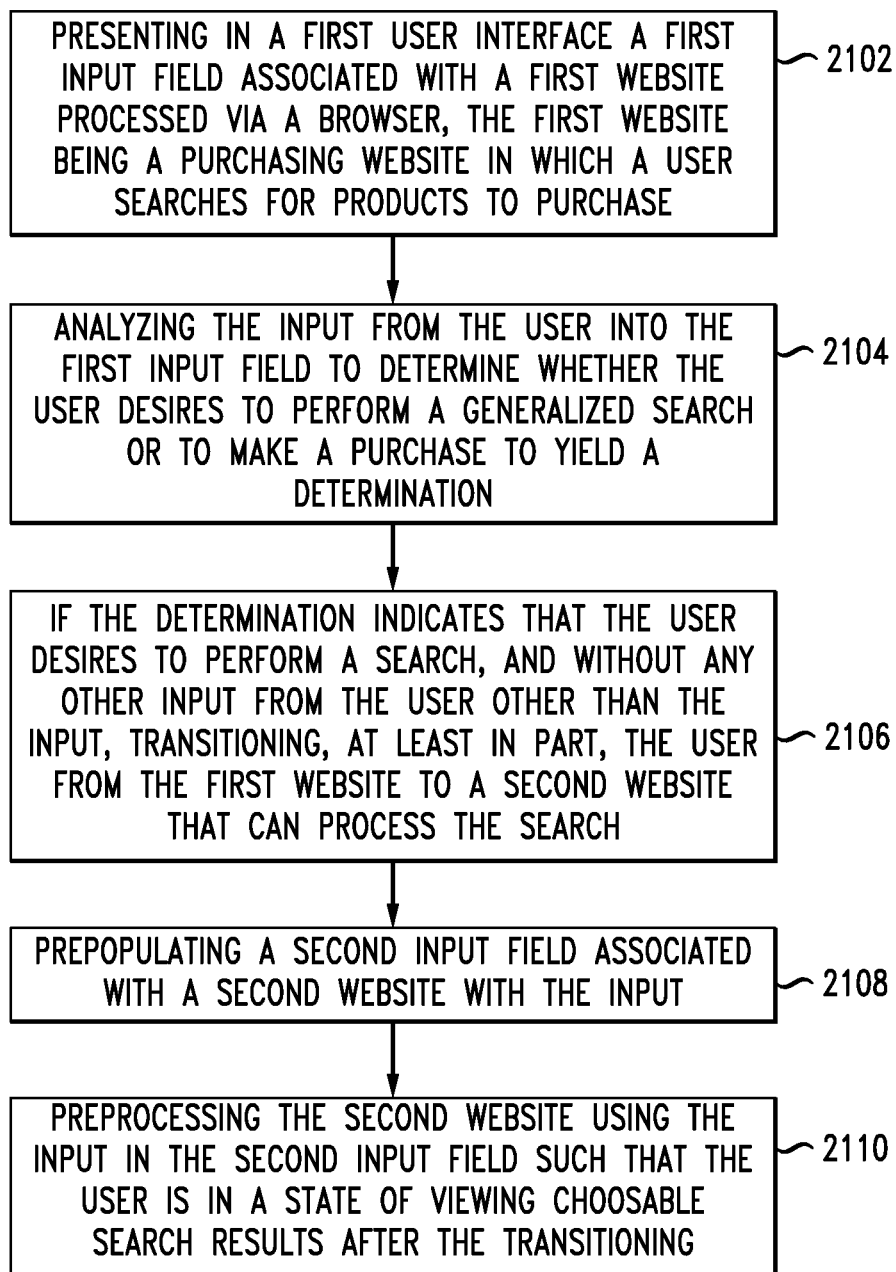 PRESENTING IN A FIRST USER INTERFACE A FIRST
INPUT FIELD ASSOCIATED WITH A FIRST WEBSITE
PROCESSED VIA A BROWSER, THE FIRST WEBSITE
BEING A PURCHASING WEBSITE IN WHICH A USER
SEARCHES FOR PRODUCTS TO PURCHASE
2102
ANALYZING THE INPUT FROM THE USER INTO THE
FIRST INPUT FIELD TO DETERMINE WHETHER THE
USER DESIRES TO PERFORM A GENERALIZED SEARCH
OR TO MAKE A PURCHASE TO YIELD A
DETERMINATION
2104
IF THE DETERMINATION INDICATES THAT THE USER
DESIRES TO PERFORM A SEARCH, AND WITHOUT ANY
OTHER INPUT FROM THE USER OTHER THAN THE
INPUT, TRANSITIONING, AT LEAST IN PART, THE USER
FROM THE FIRST WEBSITE TO A SECOND WEBSITE
THAT CAN PROCESS THE SEARCH
2106
PREPOPULATING A SECOND INPUT FIELD ASSOCIATED
WITH A SECOND WEBSITE WITH THE INPUT
2108
PREPROCESSING THE SECOND WEBSITE USING THE
INPUT IN THE SECOND INPUT FIELD SUCH THAT THE
USER IS IN A STATE OF VIEWING CHOOSABLE
SEARCH RESULTS AFTER THE TRANSITIONING
2110